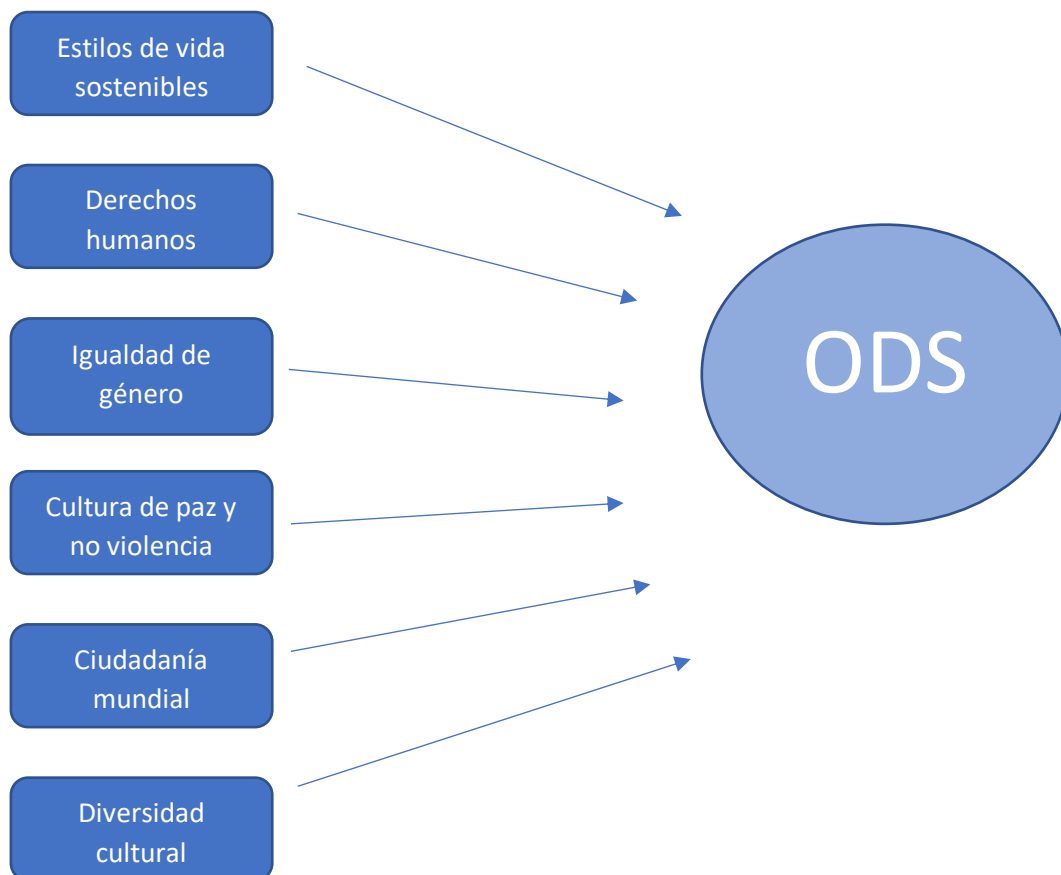 Estilos de vida
sostenibles
Derechos
humanos
Igualdad de
género
Cultura de paz y
no violencia
Ciudadanía
mundial
Diversidad
cultural
ODS